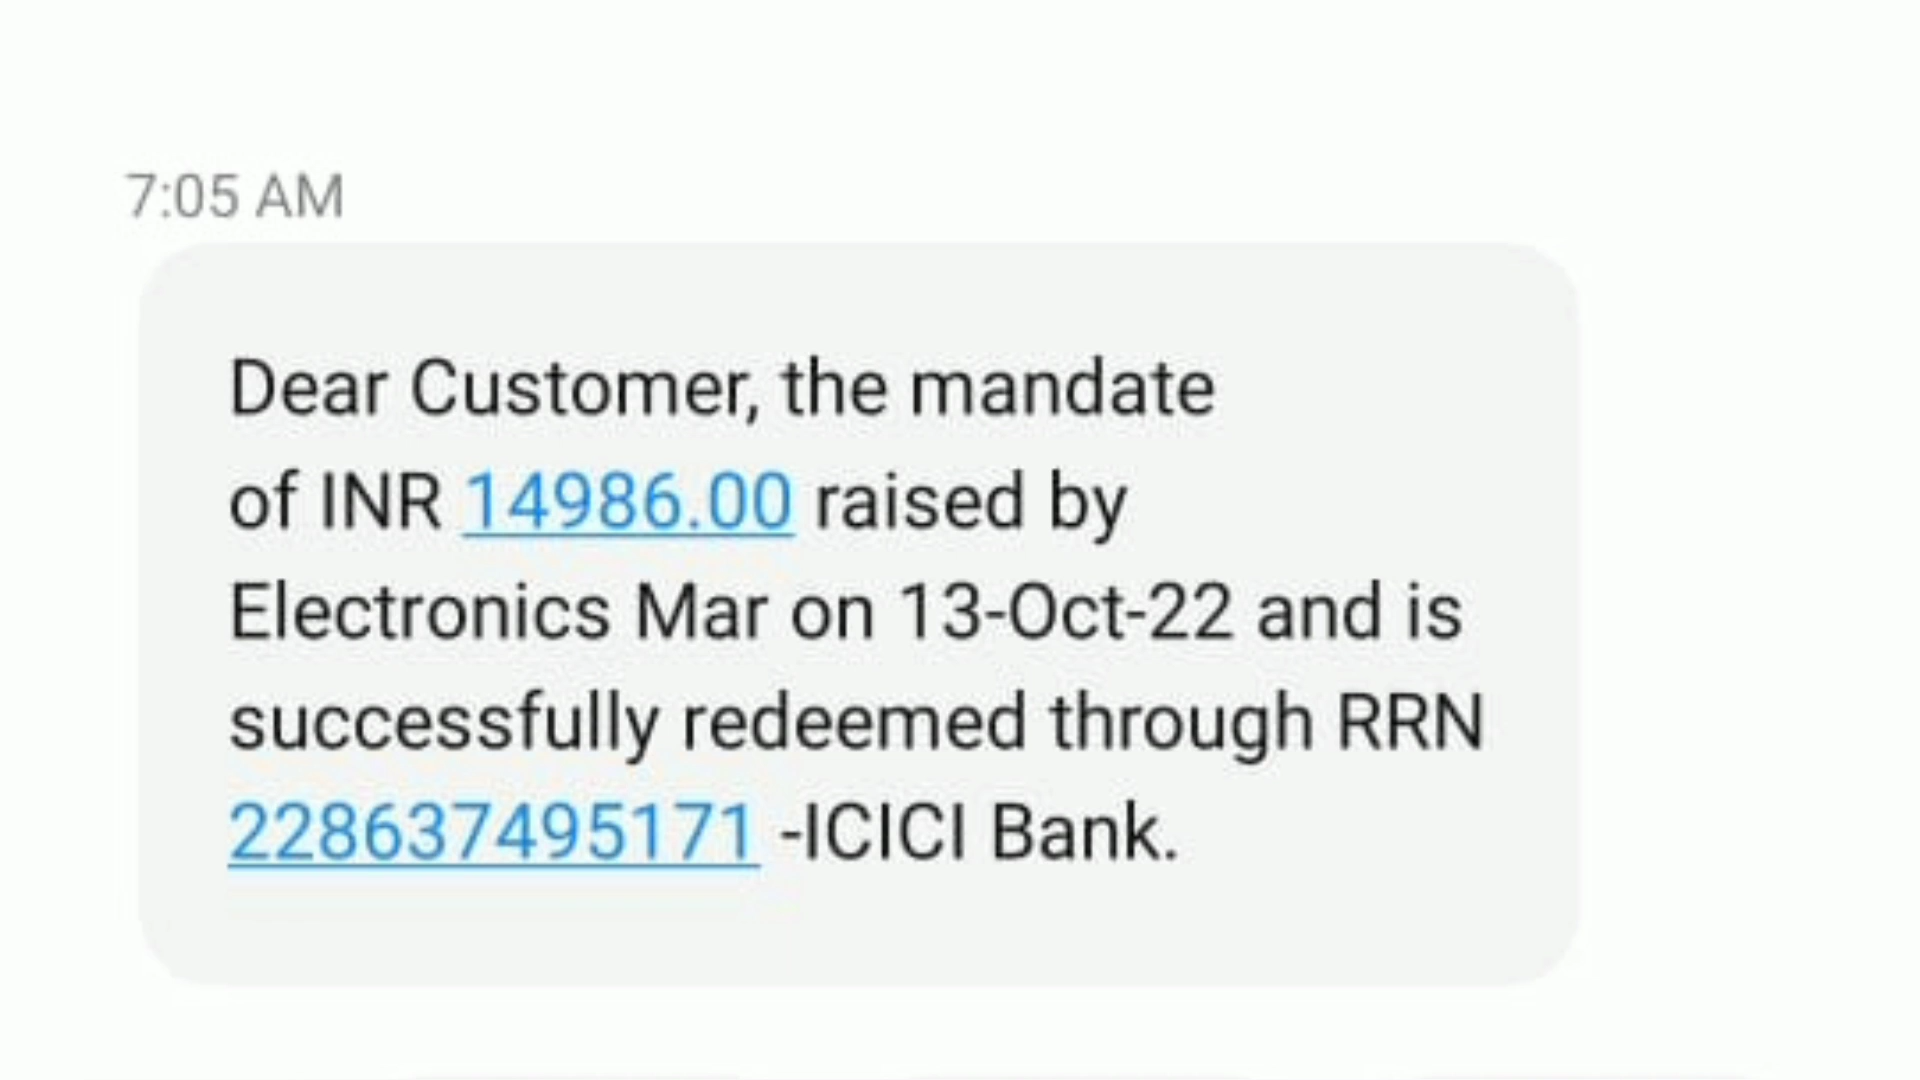 7:05 AM
Dear Customer, the mandate
of INR 14986.00 raised by
Electronics Mar on 13-Oct-22 and is
successfully redeemed through RRN
228637495171 -ICICI Bank.